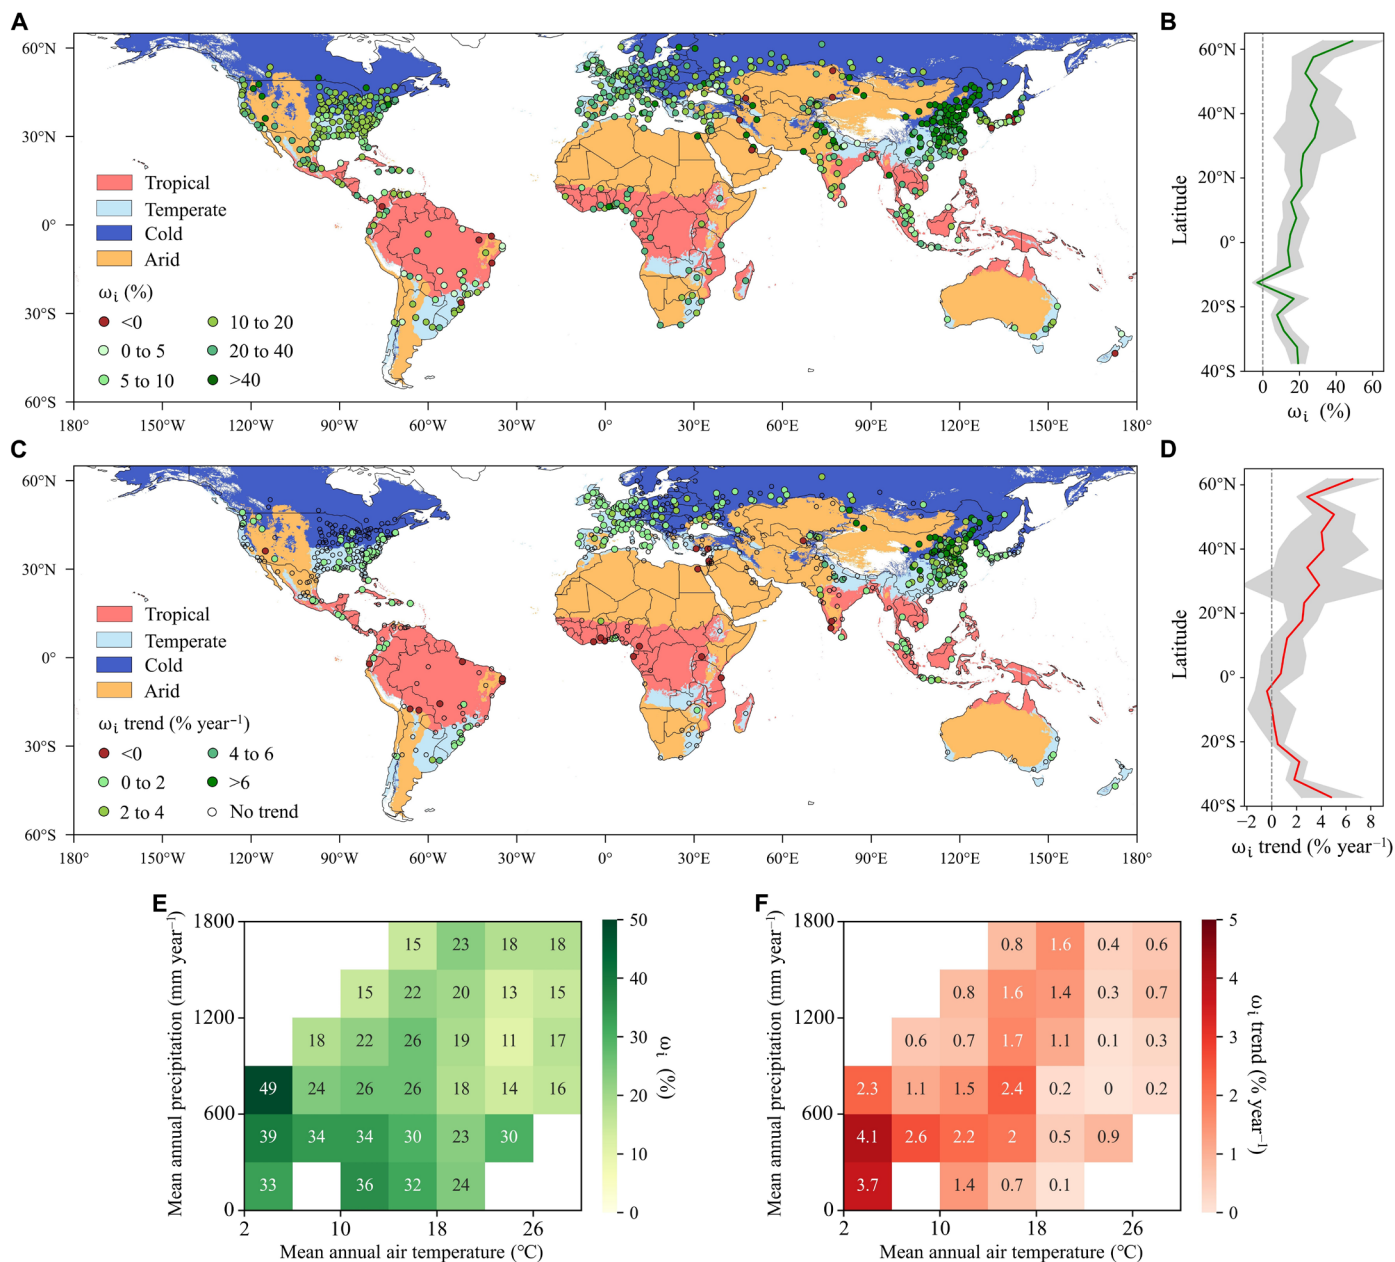 A
60°N
30°N
0°
30°S
60°S
180°
150°W
120°W
90°W
60°W
30°W
0°
30°E
60°E
90°E
120°E
150°E
180°
Tropical
Temperate
Cold
Arid
ωi (%)
<0
0 to 5
5 to 10
10 to 20
20 to 40
>40
B
60°N
40°N
20°N
0°
20°S
40°S
Latitude
0
20
40
60
ωi (%)
C
60°N
30°N
0°
30°S
60°S
180°
150°W
120°W
90°W
60°W
30°W
0°
30°E
60°E
90°E
120°E
150°E
180°
Tropical
Temperate
Cold
Arid
ωi trend (% year⁻¹)
<0
0 to 2
2 to 4
4 to 6
>6
No trend
D
60°N
40°N
20°N
0°
20°S
40°S
Latitude
−2
0
2
4
6
8
ωi trend (% year⁻¹)
E
Mean annual precipitation (mm year⁻¹)
1800
1200
600
0
15 23 18 18
15 22 20 13 15
18 22 26 19 11 17
49 24 26 26 18 14 16
39 34 34 30 23 30
33 36 32 24
2
10
18
26
Mean annual air temperature (°C)
50
40
30
20
10
0
ωi (%)
F
Mean annual precipitation (mm year⁻¹)
1800
1200
600
0
0.8 1.6 0.4 0.6
0.8 1.6 1.4 0.3 0.7
0.6 0.7 1.7 1.1 0.1 0.3
2.3 1.1 1.5 2.4 0.2 0 0.2
4.1 2.6 2.2 2 0.5 0.9
3.7 1.4 0.7 0.1
2
10
18
26
Mean annual air temperature (°C)
5
4
3
2
1
0
ωi trend (% year⁻¹)